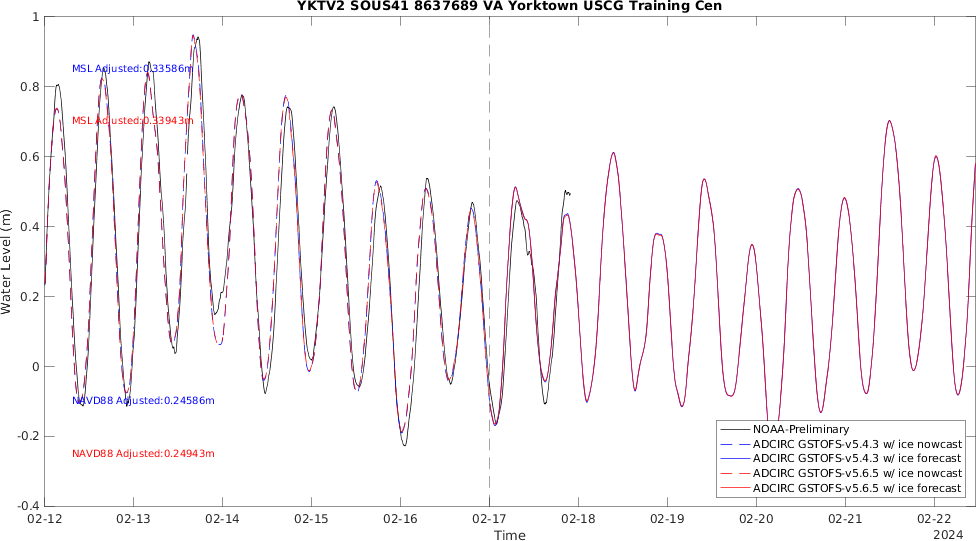 YKTV2 SOUS41 8637689 VA Yorktown USCG Training Cen
1
0.8
0.6
0.4
0.2
0
-0.2
-0.4
Water Level (m)
MSL Adjusted:0.33586m
MSL Adjusted:0.33943m
NAVD88 Adjusted:0.24586m
NAVD88 Adjusted:0.24943m
NOAA-Preliminary
ADCIRC GSTOFS-v5.4.3 w/ ice nowcast
ADCIRC GSTOFS-v5.4.3 w/ ice forecast
ADCIRC GSTOFS-v5.6.5 w/ ice nowcast
ADCIRC GSTOFS-v5.6.5 w/ ice forecast
02-12 02-13 02-14 02-15 02-16 02-17 02-18 02-19 02-20 02-21 02-22
Time
2024